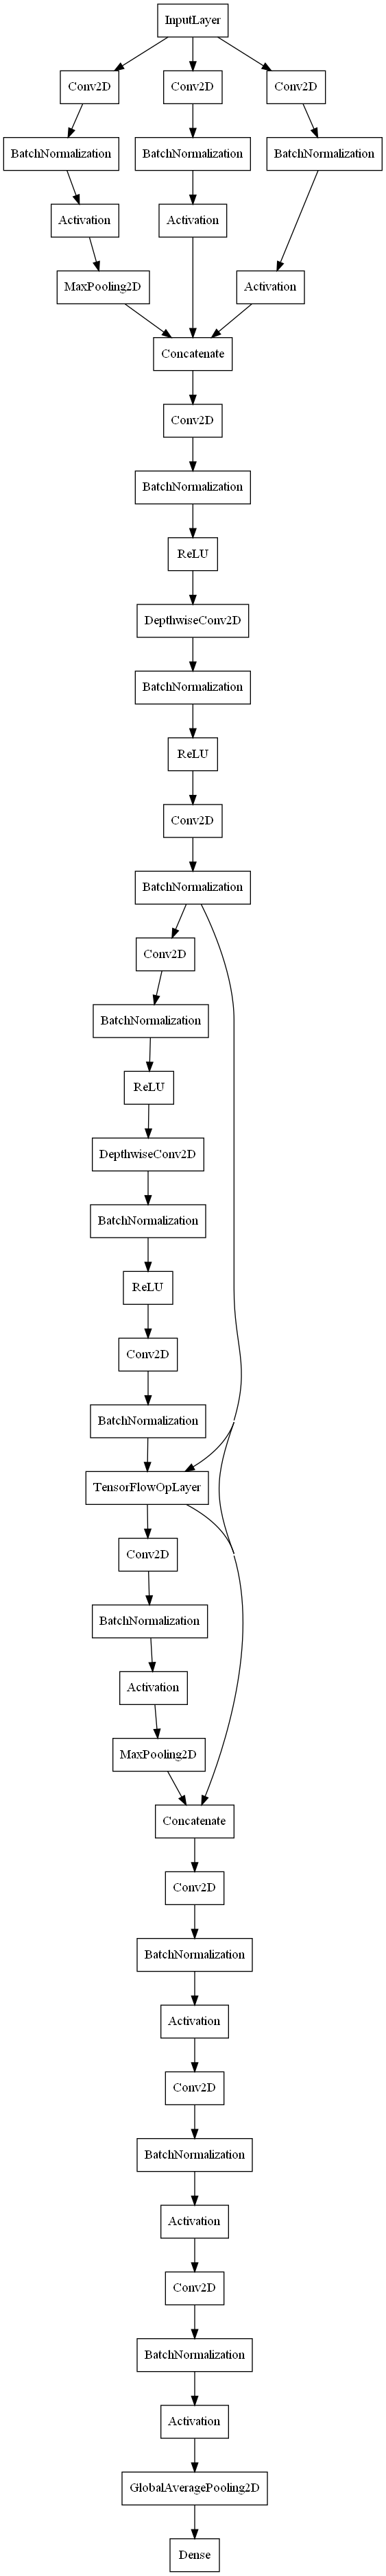 InputLayer
Conv2D
Conv2D
Conv2D
BatchNormalization
BatchNormalization
BatchNormalization
Activation
Activation
MaxPooling2D
Activation
Concatenate
Conv2D
BatchNormalization
ReLU
DepthwiseConv2D
BatchNormalization
ReLU
Conv2D
BatchNormalization
Conv2D
BatchNormalization
ReLU
DepthwiseConv2D
BatchNormalization
ReLU
Conv2D
BatchNormalization
TensorFlowOpLayer
Conv2D
BatchNormalization
Activation
MaxPooling2D
Concatenate
Conv2D
BatchNormalization
Activation
Conv2D
BatchNormalization
Activation
Conv2D
BatchNormalization
Activation
GlobalAveragePooling2D
Dense